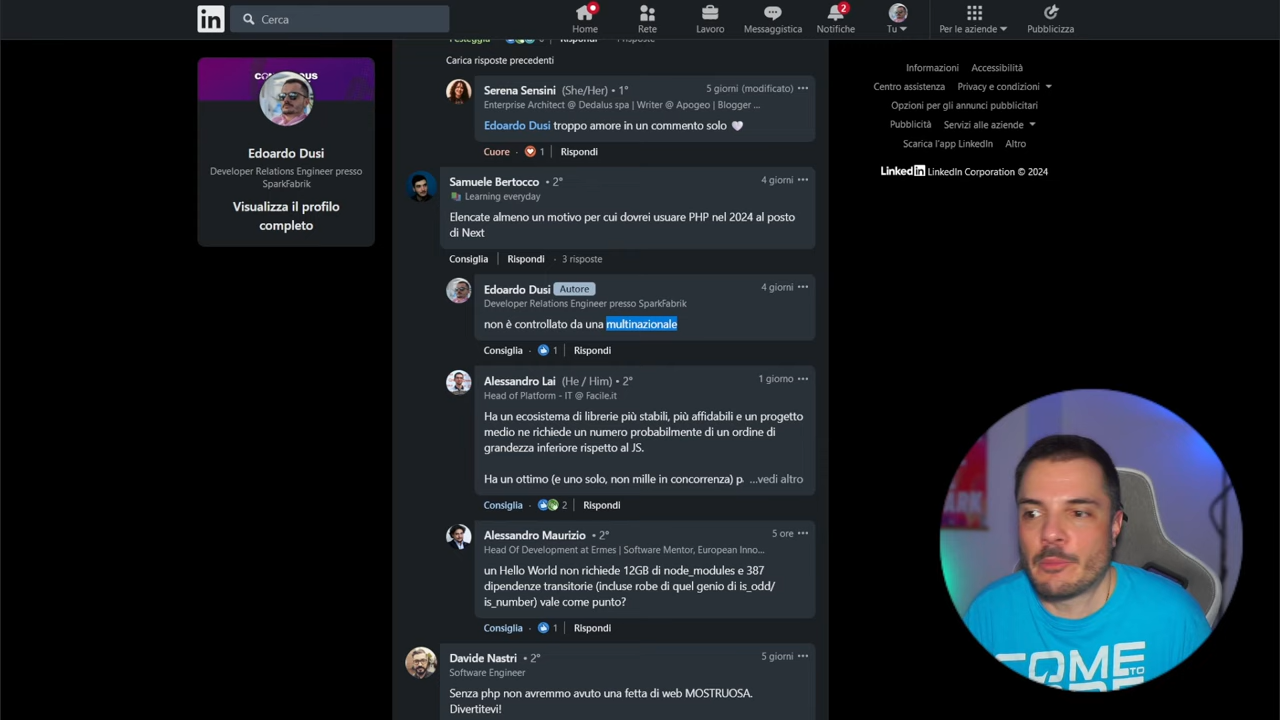 in
Cerca
Home
Rete
Lavoro
Messaggistica
2
Notifiche
Tu
Per le aziende
Pubblicizza
Edoardo Dusi
Developer Relations Engineer presso
SparkFabrik
Visualizza il profilo
completo
Rispondi
Carica risposte precedenti
Serena Sensini (She/Her) • 1°
5 giorni (modificato) •••
Enterprise Architect @ Dedalus spa | Writer @ Apogeo | Blogger ...
Edoardo Dusi troppo amore in un commento solo 🤍
Cuore · 1 | Rispondi
Samuele Bertocco • 2°
4 giorni •••
Learning everyday
Elencate almeno un motivo per cui dovrei usuare PHP nel 2024 al posto
di Next
Consiglia | Rispondi · 3 risposte
Edoardo Dusi Autore
4 giorni •••
Developer Relations Engineer presso SparkFabrik
non è controllato da una multinazionale
Consiglia · 1 | Rispondi
Alessandro Lai (He / Him) • 2°
1 giorno •••
Head of Platform - IT @ Facile.it
Ha un ecosistema di librerie più stabili, più affidabili e un progetto
medio ne richiede un numero probabilmente di un ordine di
grandezza inferiore rispetto al JS.
Ha un ottimo (e uno solo, non mille in concorrenza) p ...vedi altro
Consiglia · 2 | Rispondi
Alessandro Maurizio • 2°
5 ore •••
Head Of Development at Ermes | Software Mentor, European Inno...
un Hello World non richiede 12GB di node_modules e 387
dipendenze transitorie (incluse robe di quel genio di is_odd/
is_number) vale come punto?
Consiglia · 1 | Rispondi
Davide Nastri • 2°
5 giorni •••
Software Engineer
Senza php non avremmo avuto una fetta di web MOSTRUOSA.
Divertitevi!
Informazioni Accessibilità
Centro assistenza Privacy e condizioni
Opzioni per gli annunci pubblicitari
Pubblicità Servizi alle aziende
Scarica l'app LinkedIn Altro
LinkedIn LinkedIn Corporation © 2024
COME
TO